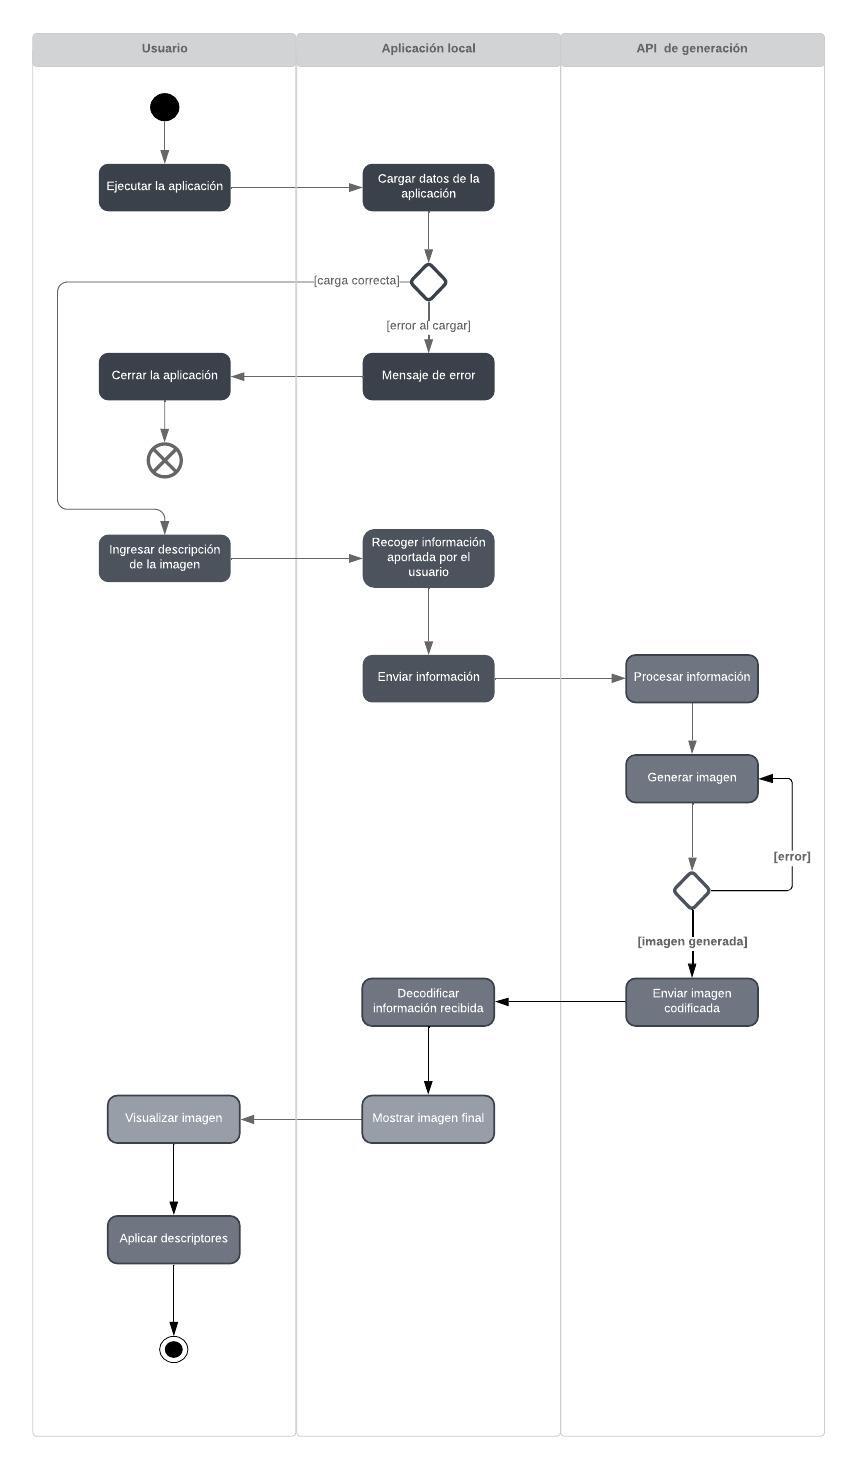 Usuario
Aplicación local
API  de generación
Ejecutar la aplicación
Cargar datos de la
aplicación
[carga correcta]
[error al cargar]
Cerrar la aplicación
Mensaje de error
Ingresar descripción
de la imagen
Recoger información
aportada por el
usuario
Enviar información
Procesar información
Generar imagen
[error]
[imagen generada]
Decodificar
información recibida
Enviar imagen
codificada
Visualizar imagen
Mostrar imagen final
Aplicar descriptores